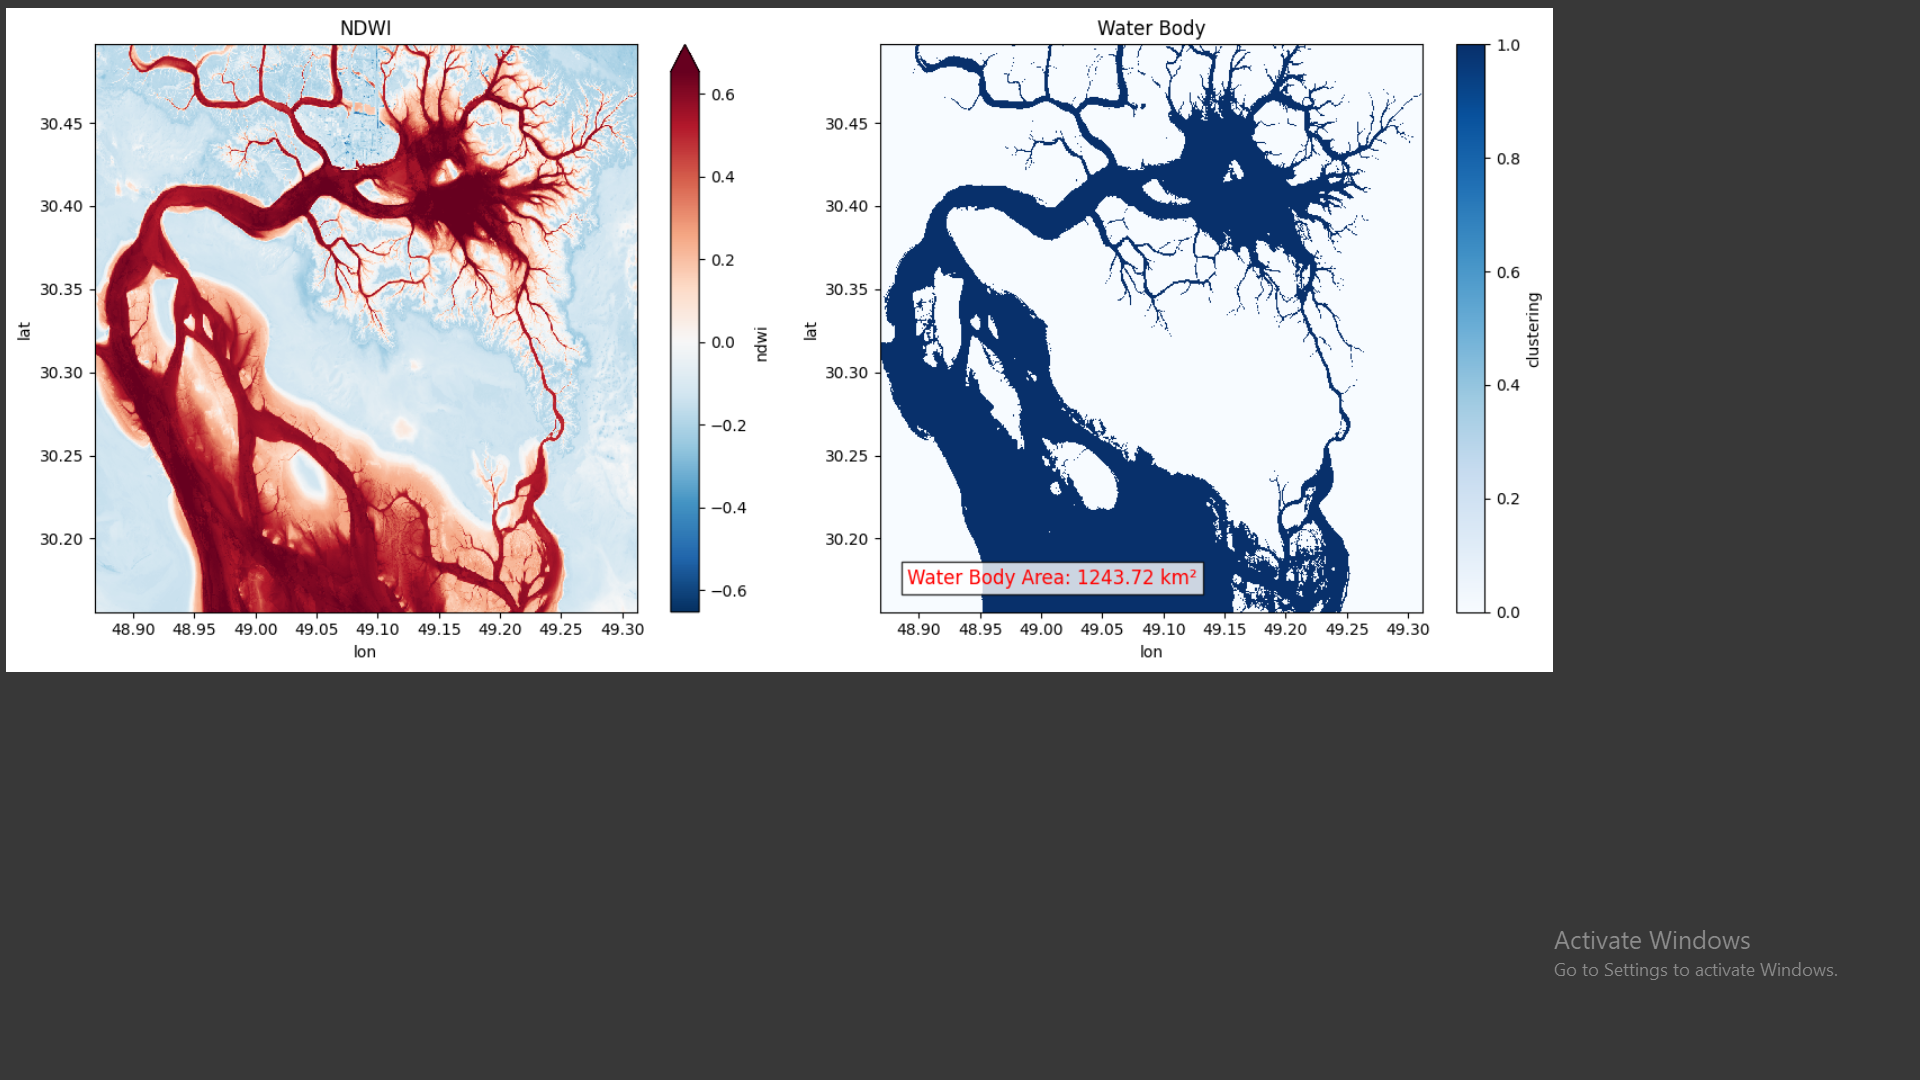 NDWI
30.45
30.40
30.35
30.30
30.25
30.20
lat
48.90 48.95 49.00 49.05 49.10 49.15 49.20 49.25 49.30
lon
0.6
0.4
0.2
0.0
−0.2
−0.4
−0.6
ndwi
Water Body
30.45
30.40
30.35
30.30
30.25
30.20
lat
Water Body Area: 1243.72 km²
48.90 48.95 49.00 49.05 49.10 49.15 49.20 49.25 49.30
lon
1.0
0.8
0.6
0.4
0.2
0.0
clustering
Activate Windows
Go to Settings to activate Windows.